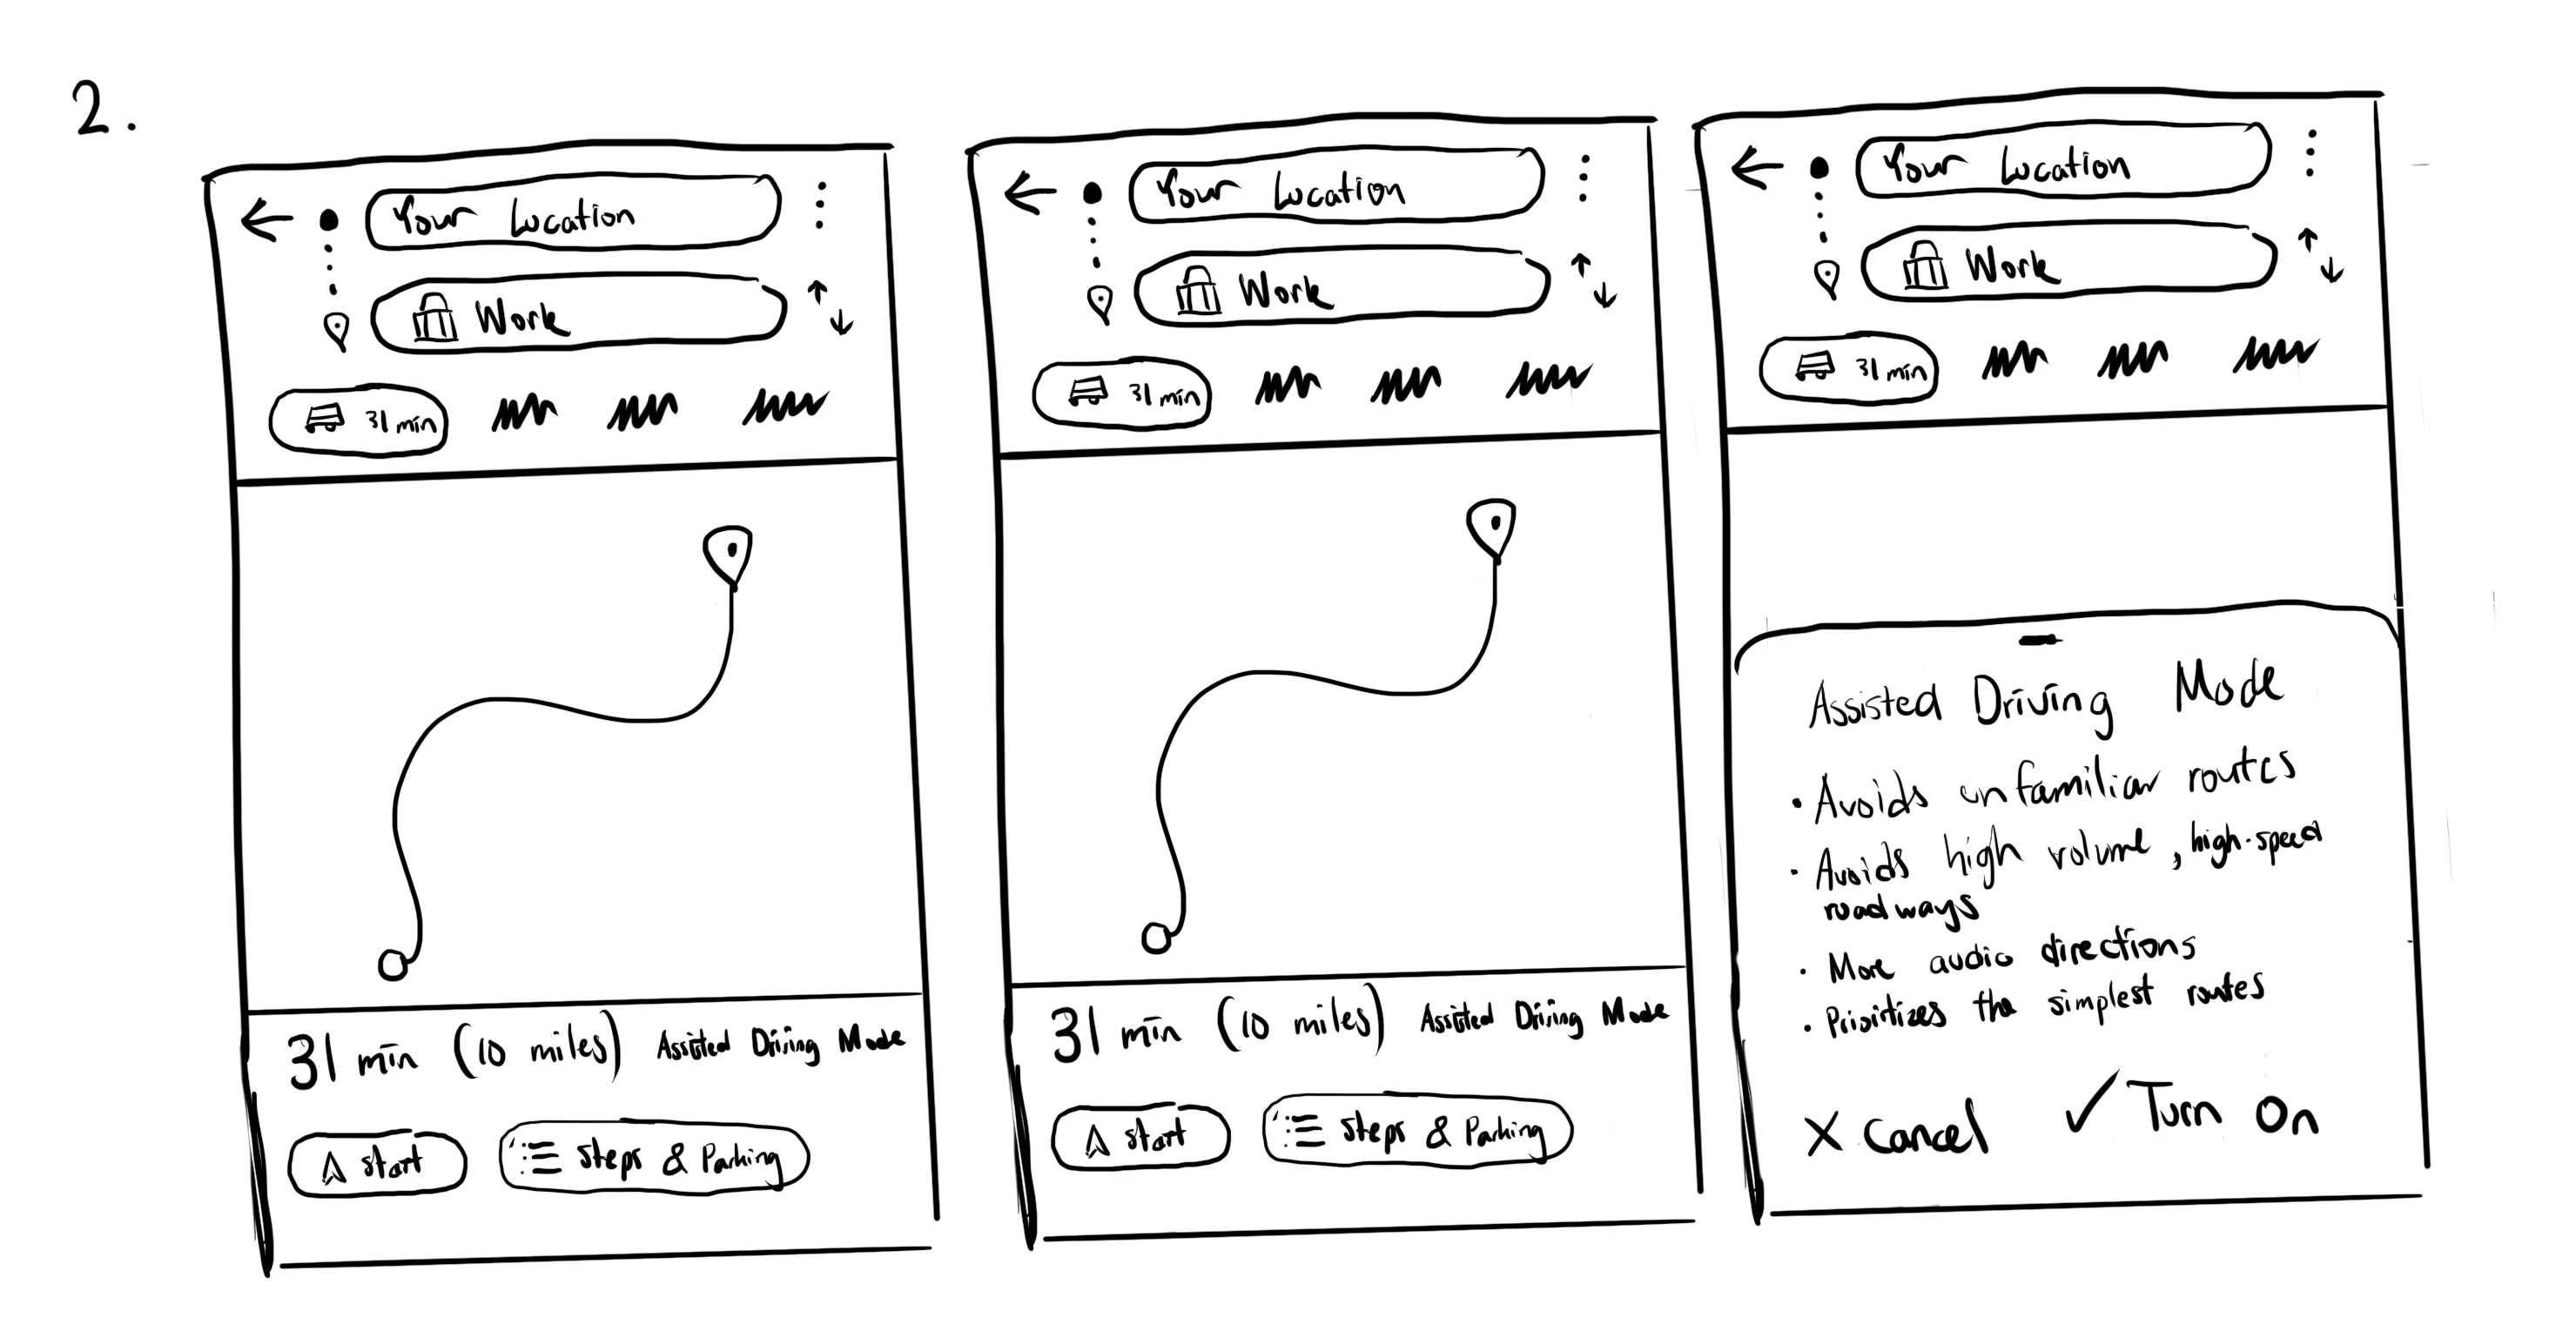 2.
Your Location
Work
31 min
31 min (10 miles) Assisted Driving Mode
Start
Steps & Parking
Your Location
Work
31 min
31 min (10 miles) Assisted Driving Mode
Start
Steps & Parking
Your Location
Work
31 min
Assisted Driving Mode
• Avoids unfamiliar routes
• Avoids high volume, high-speed
roadways
• More audio directions
• Prioritizes the simplest routes
X Cancel
✓ Turn On